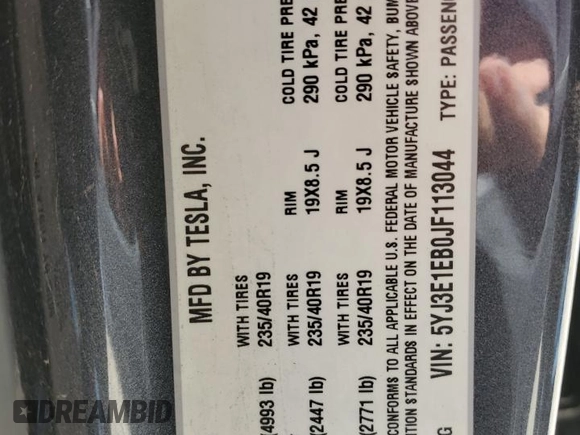 MFD BY TESLA, INC.
COLD TIRE PRE
WITH TIRES RIM 290 kPa, 42
(4993 lb) 235/40R19 19X8.5 J
COLD TIRE PRE
WITH TIRES RIM 290 kPa, 42
(2447 lb) 235/40R19 19X8.5 J
WITH TIRES
(2771 lb) 235/40R19
CONFORMS TO ALL APPLICABLE U.S. FEDERAL MOTOR VEHICLE SAFETY, BUM
TION STANDARDS IN EFFECT ON THE DATE OF MANUFACTURE SHOWN ABOVE
VIN: 5YJ3E1EB0JF113044 TYPE: PASSENG
DREAMBID